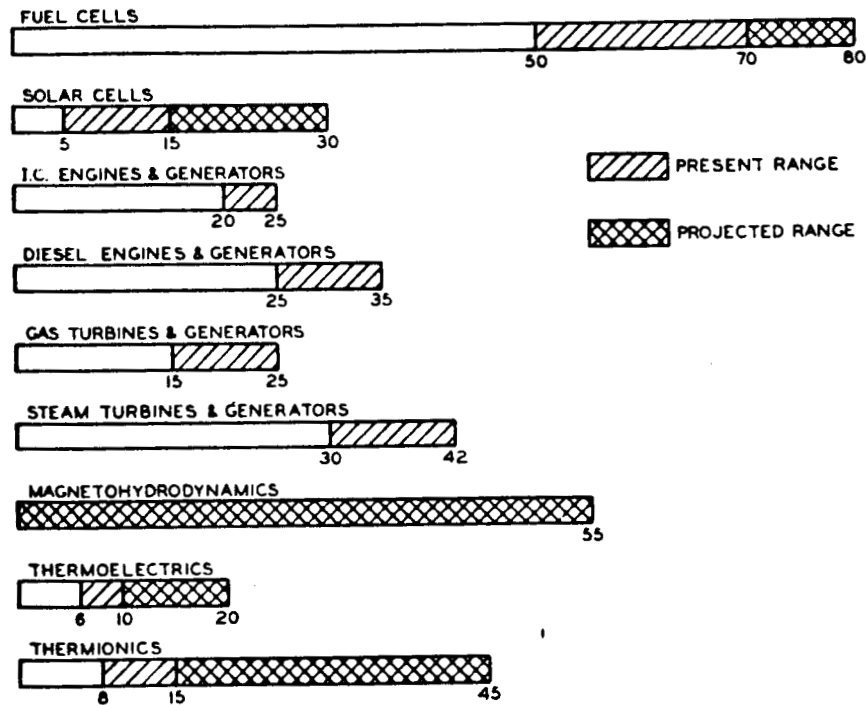 FUEL CELLS
50 70 80
SOLAR CELLS
5 15 30
PRESENT RANGE
I.C. ENGINES & GENERATORS
20 25
PROJECTED RANGE
DIESEL ENGINES & GENERATORS
25 35
GAS TURBINES & GENERATORS
15 25
STEAM TURBINES & GENERATORS
30 42
MAGNETOHYDRODYNAMICS
55
THERMOELECTRICS
6 10 20
THERMIONICS
8 15 45